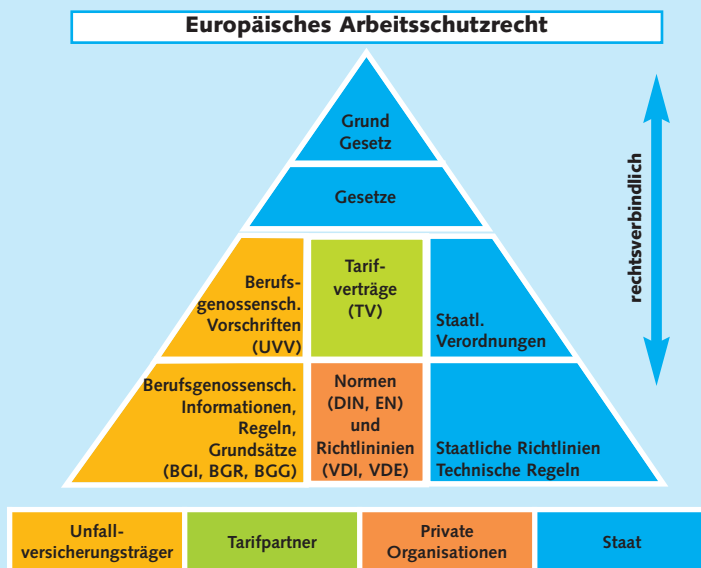 Europäisches Arbeitsschutzrecht
Grund
Gesetz
Gesetze
rechtsverbindlich
Berufs-
genossensch.
Vorschriften
(UVV)
Tarif-
verträge
(TV)
Staatl.
Verordnungen
Berufsgenossensch.
Informationen,
Regeln,
Grundsätze
(BGI, BGR, BGG)
Normen
(DIN, EN)
und
Richtlininien
(VDI, VDE)
Staatliche Richtlinien
Technische Regeln
Unfall-
versicherungsträger
Tarifpartner
Private
Organisationen
Staat